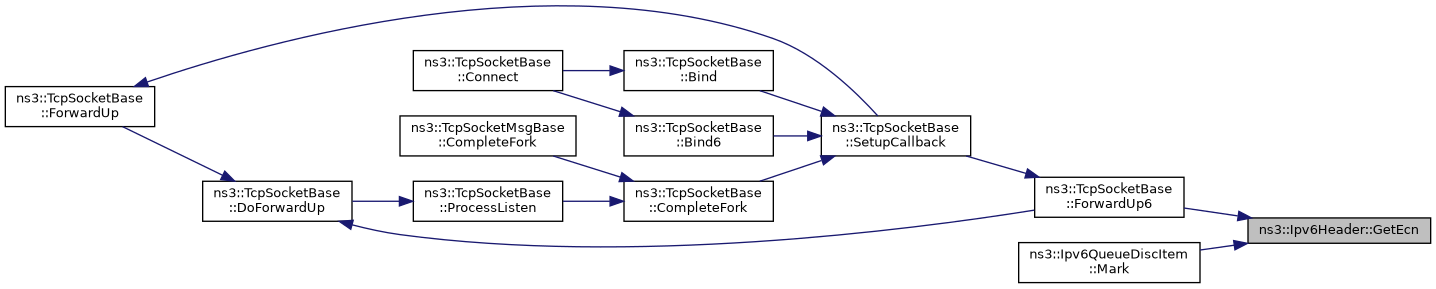 ns3::TcpSocketBase
::ForwardUp
ns3::TcpSocketBase
::Connect
ns3::TcpSocketBase
::Bind
ns3::TcpSocketMsgBase
::CompleteFork
ns3::TcpSocketBase
::Bind6
ns3::TcpSocketBase
::SetupCallback
ns3::TcpSocketBase
::DoForwardUp
ns3::TcpSocketBase
::ProcessListen
ns3::TcpSocketBase
::CompleteFork
ns3::TcpSocketBase
::ForwardUp6
ns3::Ipv6Header::GetEcn
ns3::Ipv6QueueDiscItem
::Mark